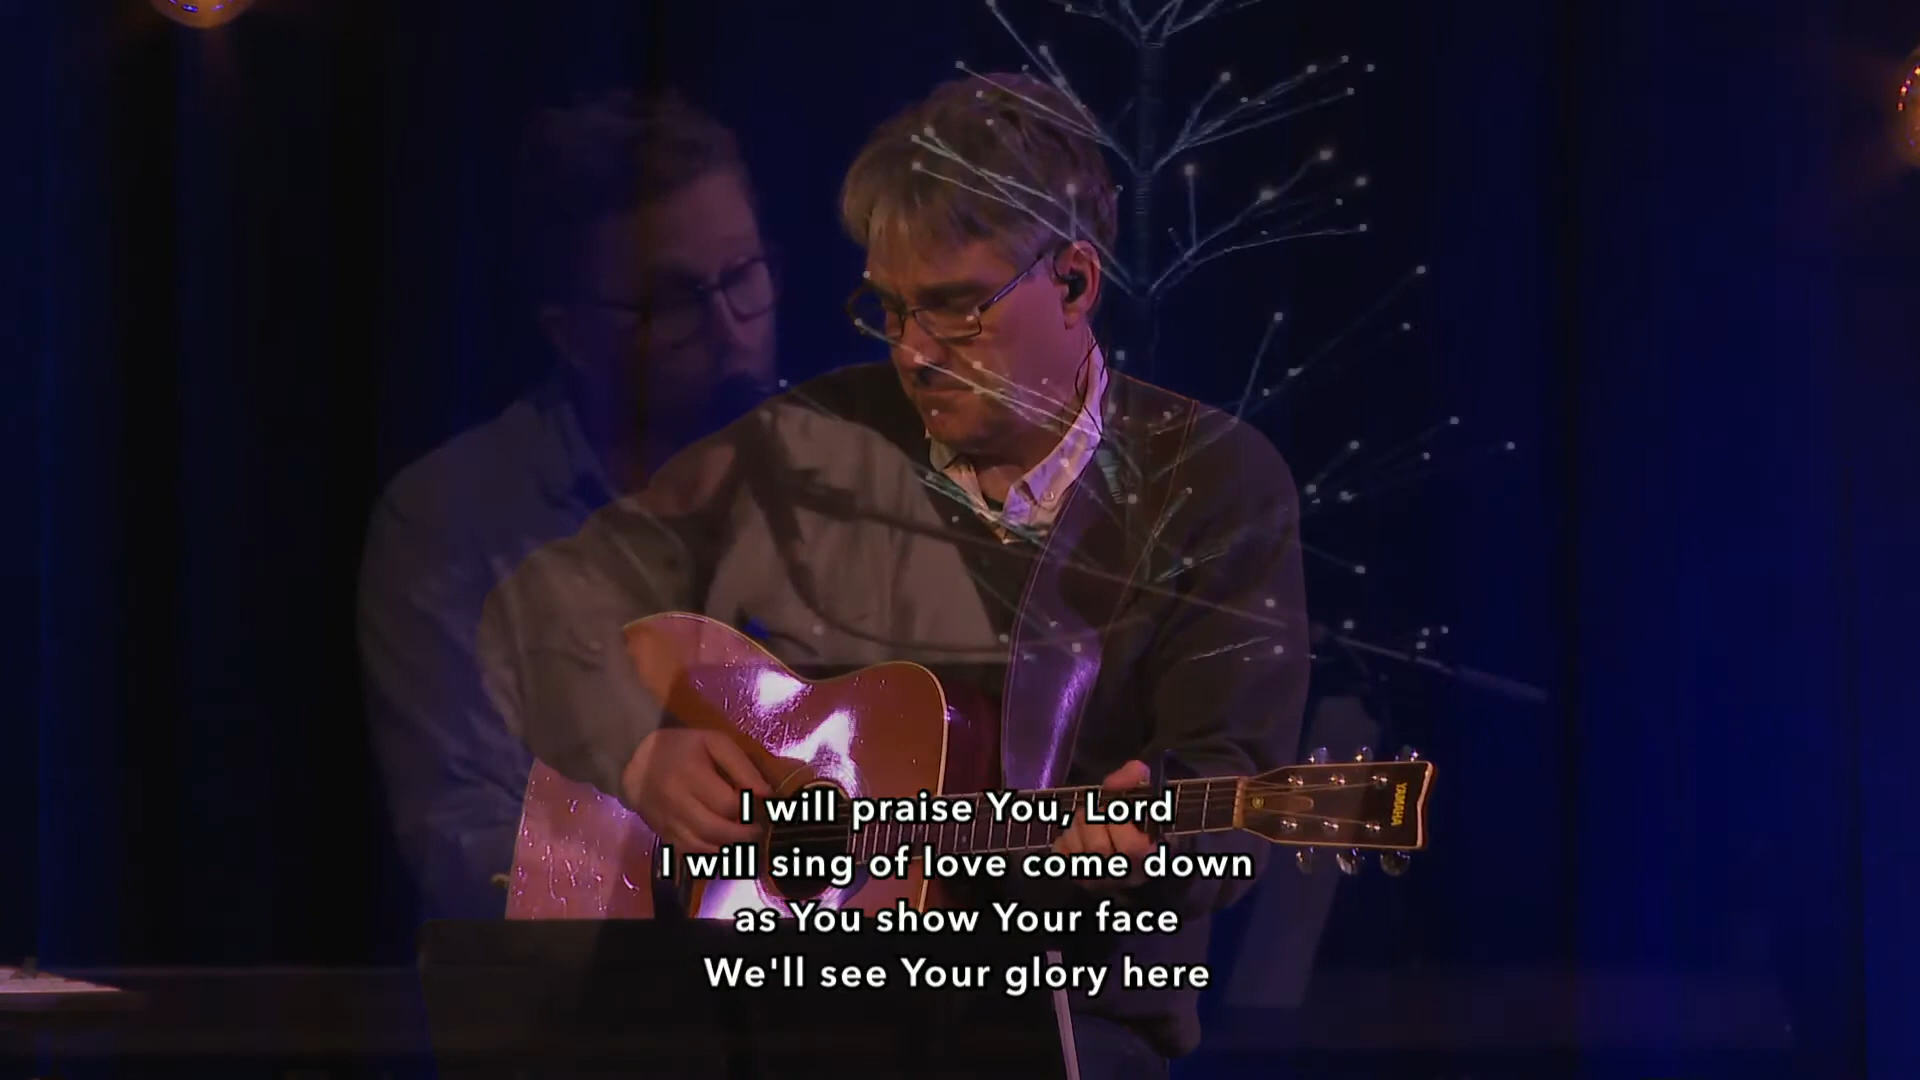 I will praise You, Lord
I will sing of love come down
as You show Your face
We'll see Your glory here
YAMAHA